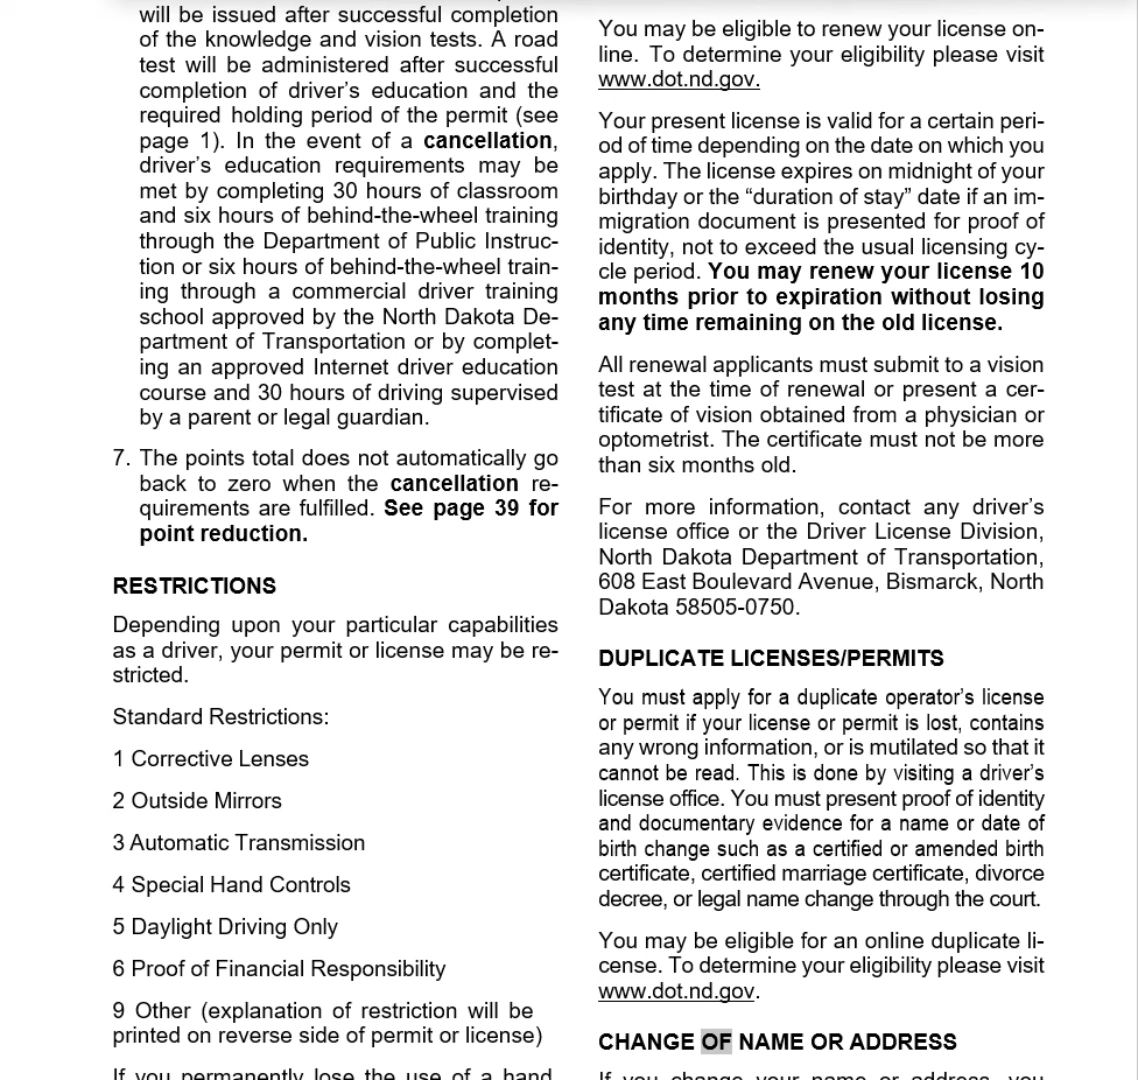 will be issued after successful completion
of the knowledge and vision tests. A road
test will be administered after successful
completion of driver's education and the
required holding period of the permit (see
page 1). In the event of a cancellation,
driver's education requirements may be
met by completing 30 hours of classroom
and six hours of behind-the-wheel training
through the Department of Public Instruc-
tion or six hours of behind-the-wheel train-
ing through a commercial driver training
school approved by the North Dakota De-
partment of Transportation or by complet-
ing an approved Internet driver education
course and 30 hours of driving supervised
by a parent or legal guardian.
7. The points total does not automatically go
back to zero when the cancellation re-
quirements are fulfilled. See page 39 for
point reduction.
RESTRICTIONS
Depending upon your particular capabilities
as a driver, your permit or license may be re-
stricted.
Standard Restrictions:
1 Corrective Lenses
2 Outside Mirrors
3 Automatic Transmission
4 Special Hand Controls
5 Daylight Driving Only
6 Proof of Financial Responsibility
9 Other (explanation of restriction will be
printed on reverse side of permit or license)
If you permanently lose the use of a hand,
You may be eligible to renew your license on-
line. To determine your eligibility please visit
www.dot.nd.gov.
Your present license is valid for a certain peri-
od of time depending on the date on which you
apply. The license expires on midnight of your
birthday or the “duration of stay” date if an im-
migration document is presented for proof of
identity, not to exceed the usual licensing cy-
cle period. You may renew your license 10
months prior to expiration without losing
any time remaining on the old license.
All renewal applicants must submit to a vision
test at the time of renewal or present a cer-
tificate of vision obtained from a physician or
optometrist. The certificate must not be more
than six months old.
For more information, contact any driver's
license office or the Driver License Division,
North Dakota Department of Transportation,
608 East Boulevard Avenue, Bismarck, North
Dakota 58505-0750.
DUPLICATE LICENSES/PERMITS
You must apply for a duplicate operator's license
or permit if your license or permit is lost, contains
any wrong information, or is mutilated so that it
cannot be read. This is done by visiting a driver's
license office. You must present proof of identity
and documentary evidence for a name or date of
birth change such as a certified or amended birth
certificate, certified marriage certificate, divorce
decree, or legal name change through the court.
You may be eligible for an online duplicate li-
cense. To determine your eligibility please visit
www.dot.nd.gov.
CHANGE OF NAME OR ADDRESS
If you change your name or address, you